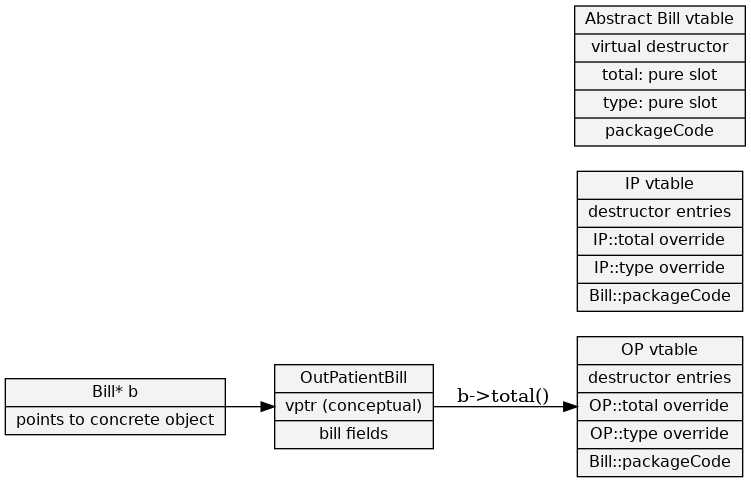 Abstract Bill vtable
virtual destructor
total: pure slot
type: pure slot
packageCode
IP vtable
destructor entries
IP::total override
IP::type override
Bill::packageCode
Bill* b
points to concrete object
OutPatientBill
vptr (conceptual)
bill fields
b->total()
OP vtable
destructor entries
OP::total override
OP::type override
Bill::packageCode